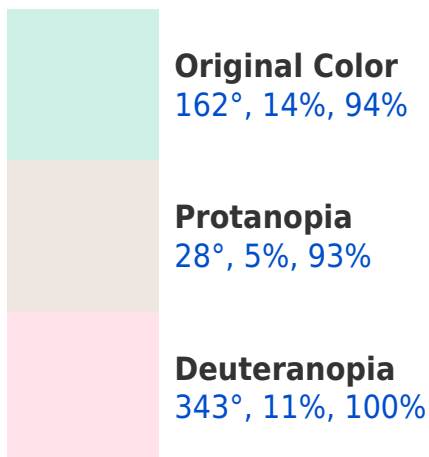 Original Color
162°, 14%, 94%
Protanopia
28°, 5%, 93%
Deuteranopia
343°, 11%, 100%